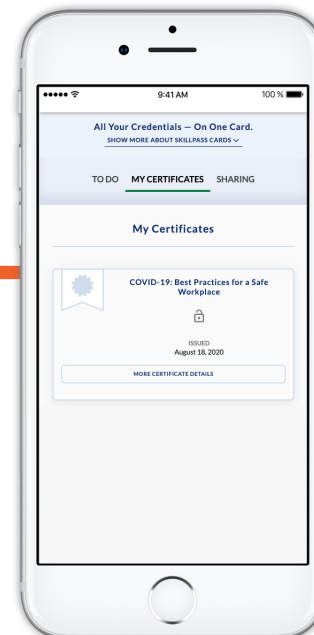 9:41 AM 100 %
All Your Credentials – On One Card.
SHOW MORE ABOUT SKILLPASS CARDS
TO DO MY CERTIFICATES SHARING
My Certificates
COVID-19: Best Practices for a Safe
Workplace
ISSUED
August 18, 2020
MORE CERTIFICATE DETAILS